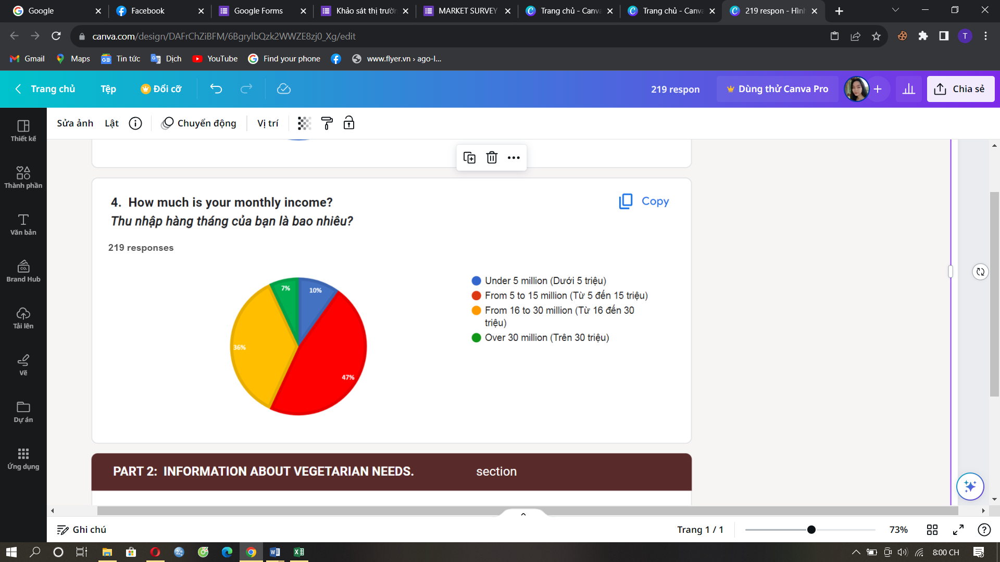 Google
Facebook
Google Forms
Khảo sát thị trườn
MARKET SURVEY
Trang chủ - Canva
Trang chủ - Canva
219 respon - Hình
canva.com/design/DAFrChZiBFM/6BgrylbQzk2WWZE8zj0_Xg/edit
T
Gmail
Maps
Tin tức
Dịch
YouTube
Find your phone
www.flyer.vn › ago-l...
Trang chủ
Tệp
Đổi cỡ
219 respon
Dùng thử Canva Pro
Chia sẻ
Sửa ảnh
Lật
Chuyển động
Vị trí
Thiết kế
Thành phần
Văn bản
CO.
Brand Hub
Tải lên
Vẽ
Dự án
Ứng dụng
4. How much is your monthly income?
Thu nhập hàng tháng của bạn là bao nhiêu?
Copy
219 responses
7%
10%
36%
47%
Under 5 million (Dưới 5 triệu)
From 5 to 15 million (Từ 5 đến 15 triệu)
From 16 to 30 million (Từ 16 đến 30
triệu)
Over 30 million (Trên 30 triệu)
PART 2: INFORMATION ABOUT VEGETARIAN NEEDS.
section
Ghi chú
Trang 1 / 1
73%
8:00 CH